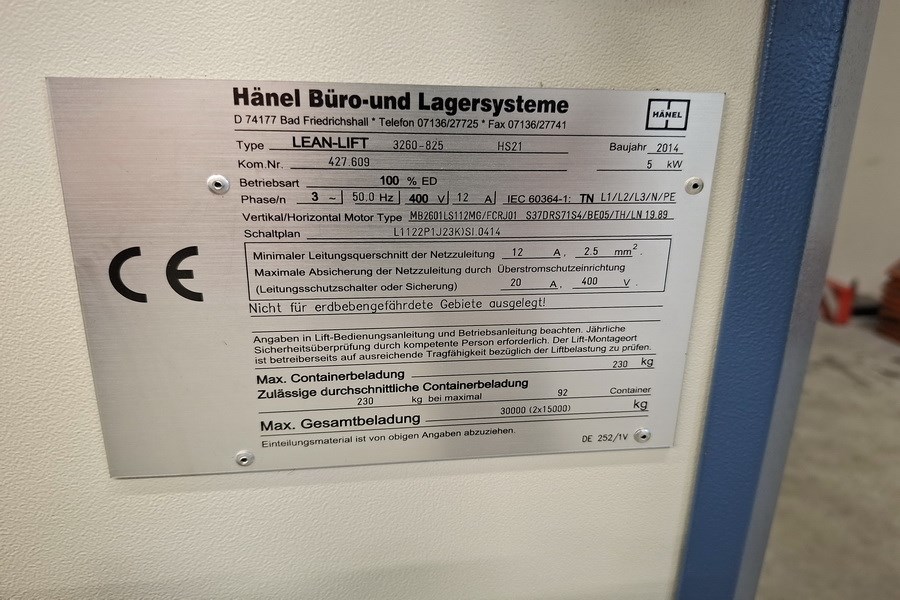 Hänel Büro-und Lagersysteme
HÄNEL
D 74177 Bad Friedrichshall * Telefon 07136/27725 * Fax 07136/27741
Type LEAN-LIFT 3260-825 HS21 Baujahr 2014
Kom.Nr. 427.609 5 kW
Betriebsart 100 % ED
Phase/n 3 ~ 50.0 Hz 400 V 12 A IEC 60364-1: TN L1/L2/L3/N/PE
Vertikal/Horizontal Motor Type MB2601LS112MG/FCRJ01 S37DRS71S4/BE05/TH/LN 19.89
Schaltplan L1122P1J23K)SI.0414
Minimaler Leitungsquerschnitt der Netzzuleitung 12 A, 2.5 mm².
Maximale Absicherung der Netzzuleitung durch Überstromschutzeinrichtung
(Leitungsschutzschalter oder Sicherung) 20 A, 400 V.
Nicht für erdbebengefährdete Gebiete ausgelegt!
Angaben in Lift-Bedienungsanleitung und Betriebsanleitung beachten. Jährliche
Sicherheitsüberprüfung durch kompetente Person erforderlich. Der Lift-Montageort
ist betreiberseits auf ausreichende Tragfähigkeit bezüglich der Liftbelastung zu prüfen.
Max. Containerbeladung 230 kg
Zulässige durchschnittliche Containerbeladung
230 kg bei maximal 92 Container
Max. Gesamtbeladung 30000 (2x15000) kg
Einteilungsmaterial ist von obigen Angaben abzuziehen.
DE 252/1V
CE